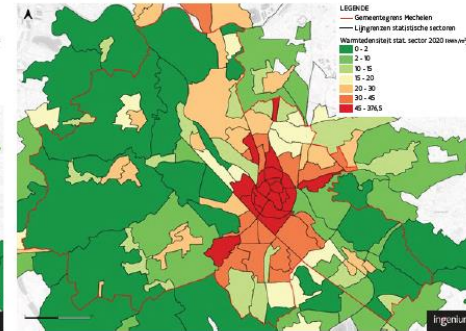 LEGENDE
Gemeentegrens Mechelen
Lijngrenzen statistische sectoren
Warmtedensiteit stat. sector 2020
0 - 2
2 - 10
10 - 15
15 - 20
20 - 30
30 - 45
45 - 376,5
ingenium